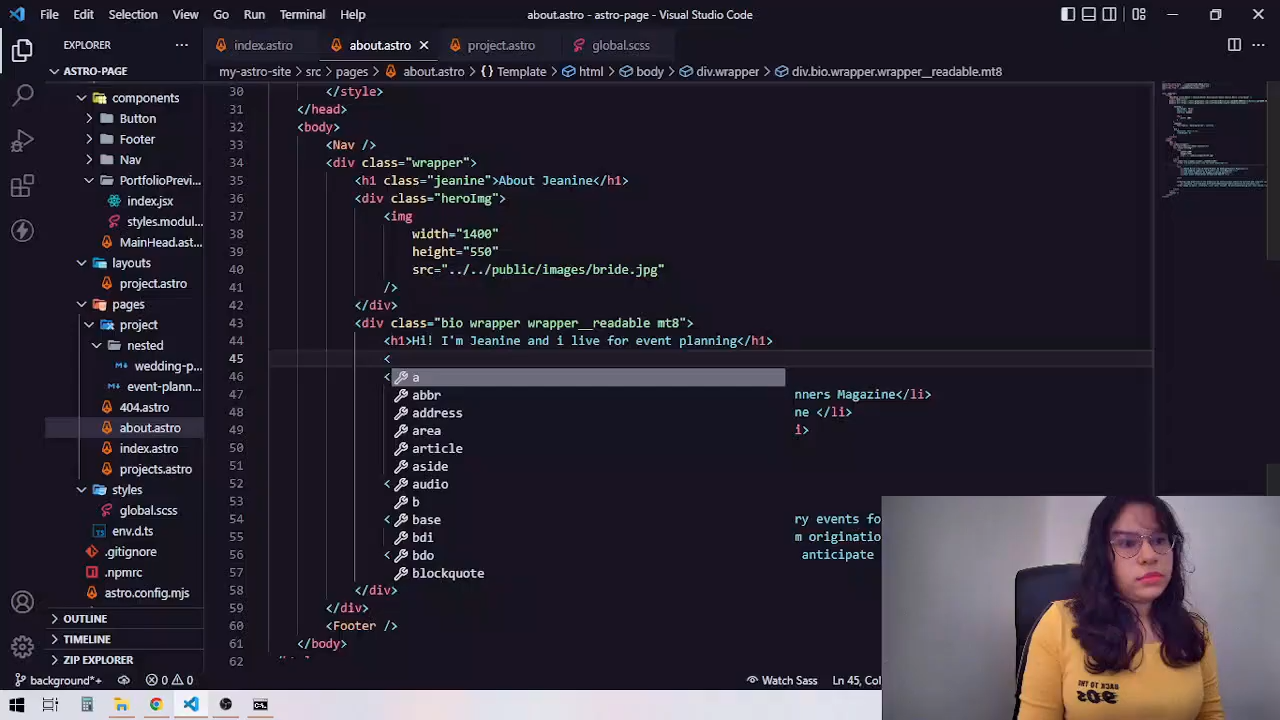 File Edit Selection View Go Run Terminal Help
about.astro - astro-page - Visual Studio Code
EXPLORER
index.astro about.astro project.astro global.scss
ASTRO-PAGE
my-astro-site > src > pages > about.astro > {} Template > html > body > div.wrapper > div.bio.wrapper.wrapper__readable.mt8
components
Button
Footer
Nav
PortfolioPrevi...
index.jsx
styles.modul...
MainHead.ast...
layouts
project.astro
pages
project
nested
wedding-p...
event-plann...
404.astro
about.astro
index.astro
projects.astro
styles
global.scss
env.d.ts
.gitignore
.npmrc
astro.config.mjs
OUTLINE
TIMELINE
ZIP EXPLORER
30 </style>
31 </head>
32 <body>
33 <Nav />
34 <div class="wrapper">
35 <h1 class="jeanine">About Jeanine</h1>
36 <div class="heroImg">
37 <img
38 width="1400"
39 height="550"
40 src="../../public/images/bride.jpg"
41 />
42 </div>
43 <div class="bio wrapper wrapper__readable mt8">
44 <h1>Hi! I'm Jeanine and i live for event planning</h1>
45 <
46 <
a
47 nners Magazine</li>
abbr
48 ne </li>
address
49 i>
area
50
article
51
aside
52 <
audio
53
b
54 < ry events fo
base
55 m origination
bdi
56 < anticipate
bdo
57
blockquote
58 </div>
59 </div>
60 <Footer />
61 </body>
62
background*+ 0 0 Watch Sass Ln 45, Col
BACK TO THE
90s